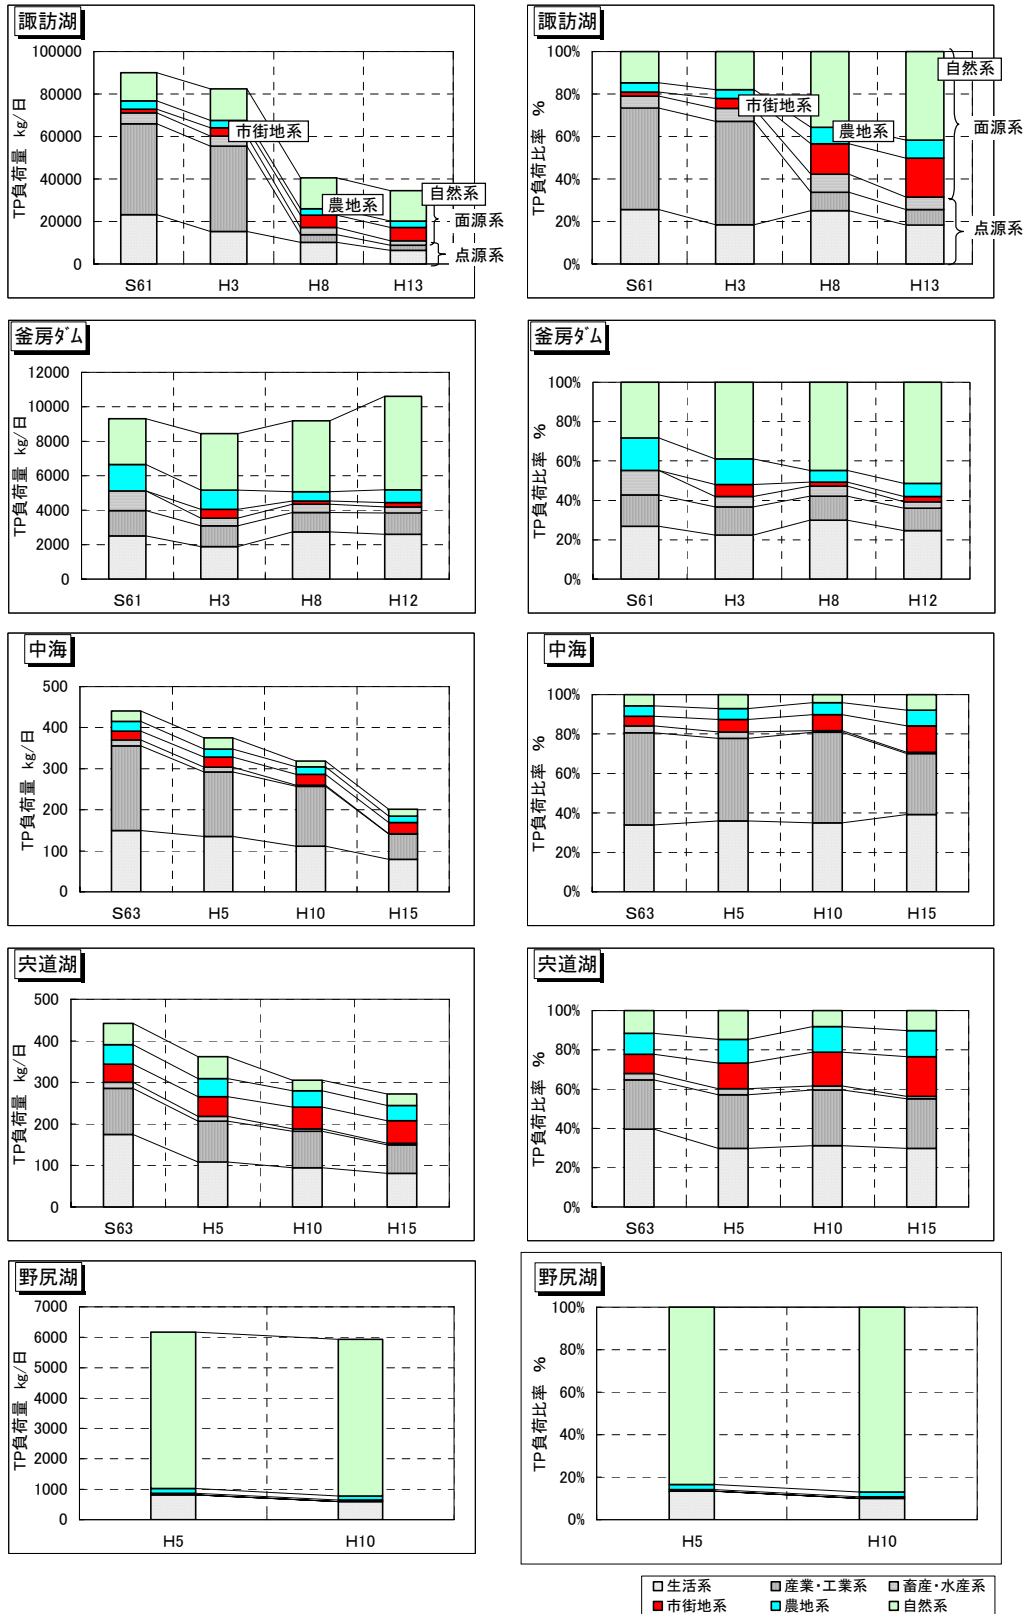 諏訪湖
TP負荷量 kg/日
100000
80000
60000
40000
20000
0
市街地系
農地系
自然系
面源系
点源系
S61 H3 H8 H13
諏訪湖
TP負荷比率 %
100%
80%
60%
40%
20%
0%
市街地系
農地系
自然系
面源系
点源系
S61 H3 H8 H13
釜房ﾀﾞﾑ
TP負荷量 kg/日
12000
10000
8000
6000
4000
2000
0
S61 H3 H8 H12
釜房ﾀﾞﾑ
TP負荷比率 %
100%
80%
60%
40%
20%
0%
S61 H3 H8 H12
中海
TP負荷量 kg/日
500
400
300
200
100
0
S63 H5 H10 H15
中海
TP負荷比率 %
100%
80%
60%
40%
20%
0%
S63 H5 H10 H15
宍道湖
TP負荷量 kg/日
500
400
300
200
100
0
S63 H5 H10 H15
宍道湖
TP負荷比率 %
100%
80%
60%
40%
20%
0%
S63 H5 H10 H15
野尻湖
TP負荷量 kg/日
7000
6000
5000
4000
3000
2000
1000
0
H5 H10
野尻湖
TP負荷比率 %
100%
80%
60%
40%
20%
0%
H5 H10
生活系 産業・工業系 畜産・水産系
市街地系 農地系 自然系